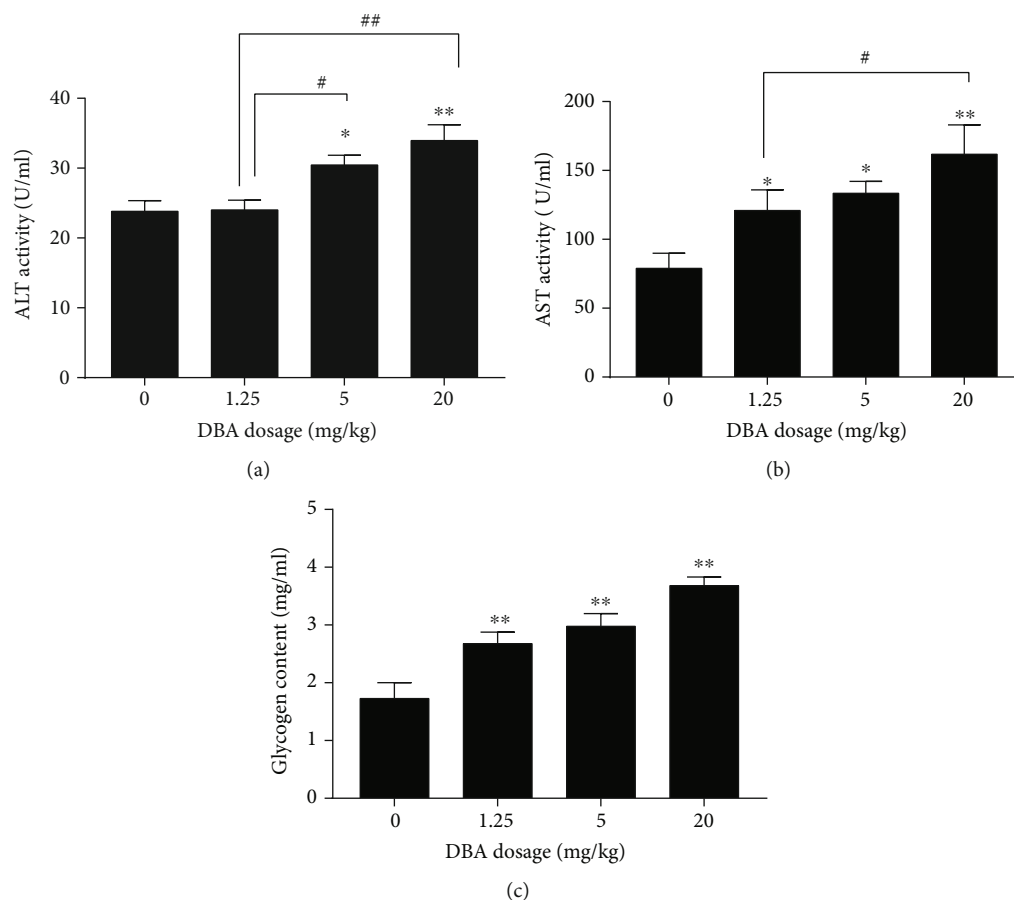 ##
#
40
30
20
10
0
ALT activity (U/ml)
*
**
0 1.25 5 20
DBA dosage (mg/kg)
(a)
#
200
150
100
50
0
AST activity ( U/ml)
*
*
**
0 1.25 5 20
DBA dosage (mg/kg)
(b)
5
4
3
2
1
0
Glycogen content (mg/ml)
**
**
**
0 1.25 5 20
DBA dosage (mg/kg)
(c)